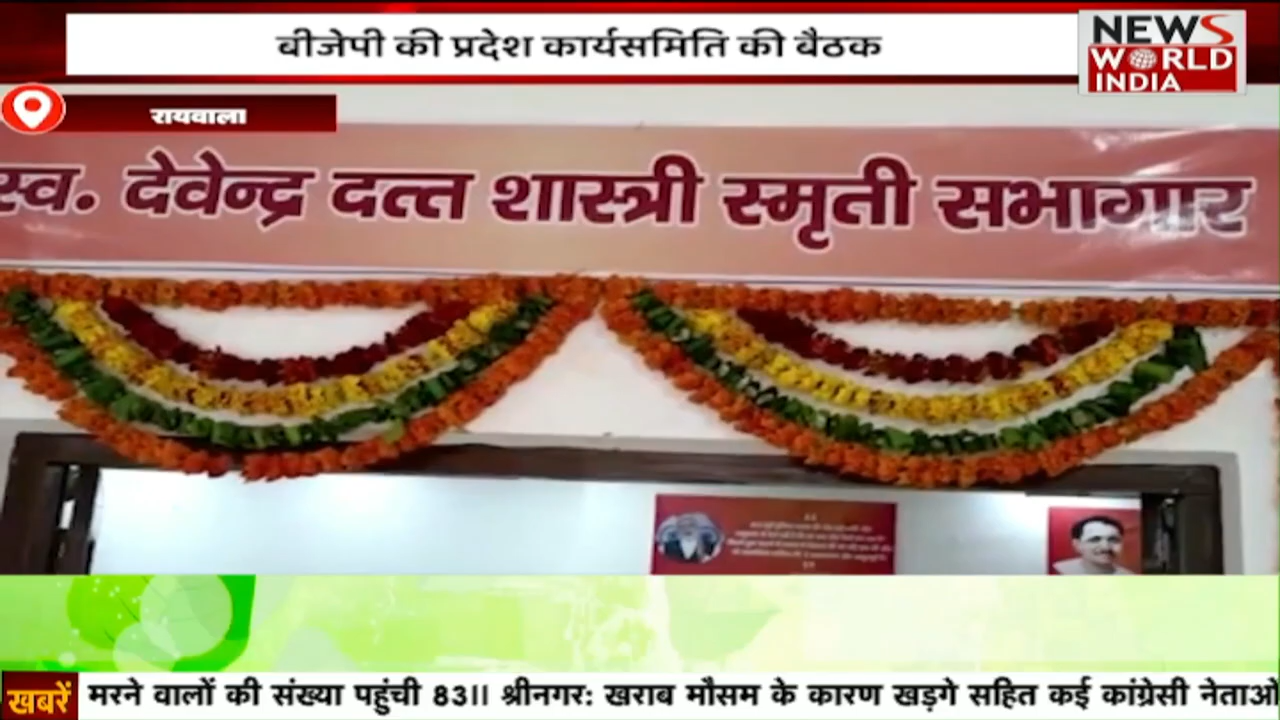 बीजेपी की प्रदेश कार्यसमिति की बैठक
NEWS
WORLD
INDIA
रायवाला
स्व. देवेन्द्र दत्त शास्त्री स्मृती सभागार
खबरें
मरने वालों की संख्या पहुंची 83।। श्रीनगर: खराब मौसम के कारण खड़गे सहित कई कांग्रेसी नेताओ